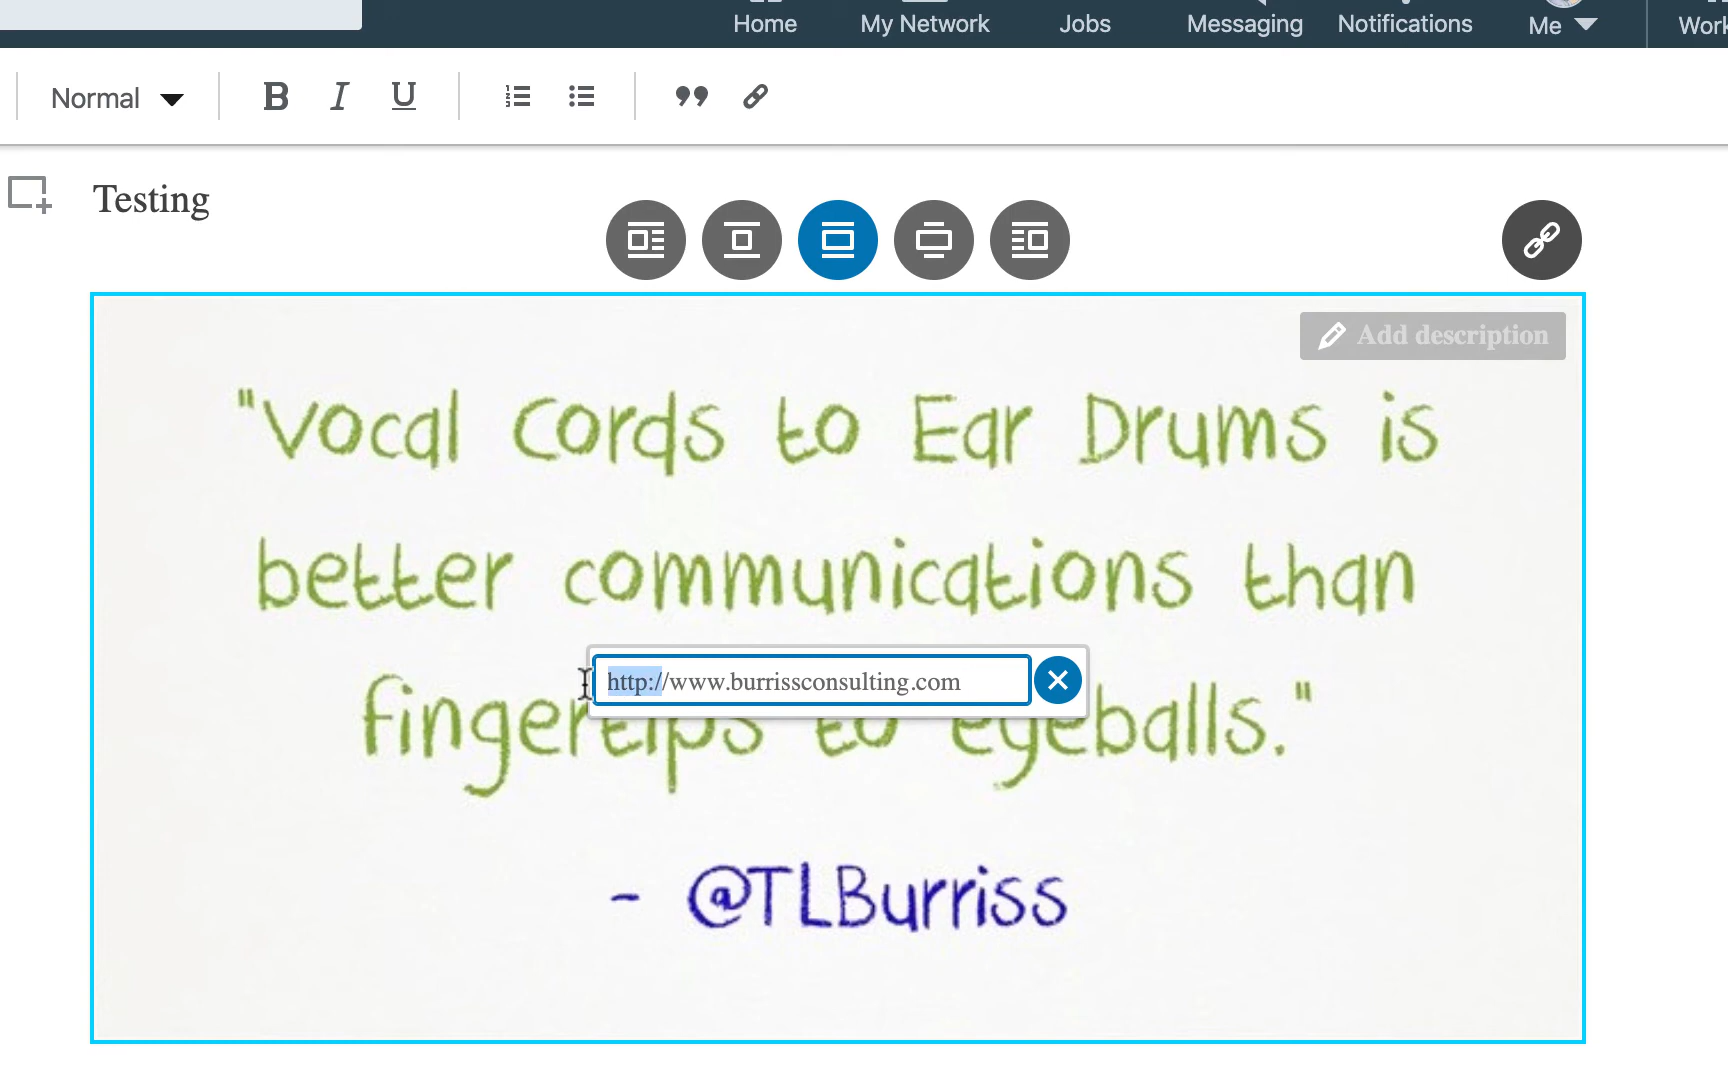 Home My Network Jobs Messaging Notifications Me
Normal B I U
Testing
Add description
"Vocal Cords to Ear Drums is
better communications than
http://www.burrissconsulting.com
fingertips to eyeballs."
- @TLBurriss